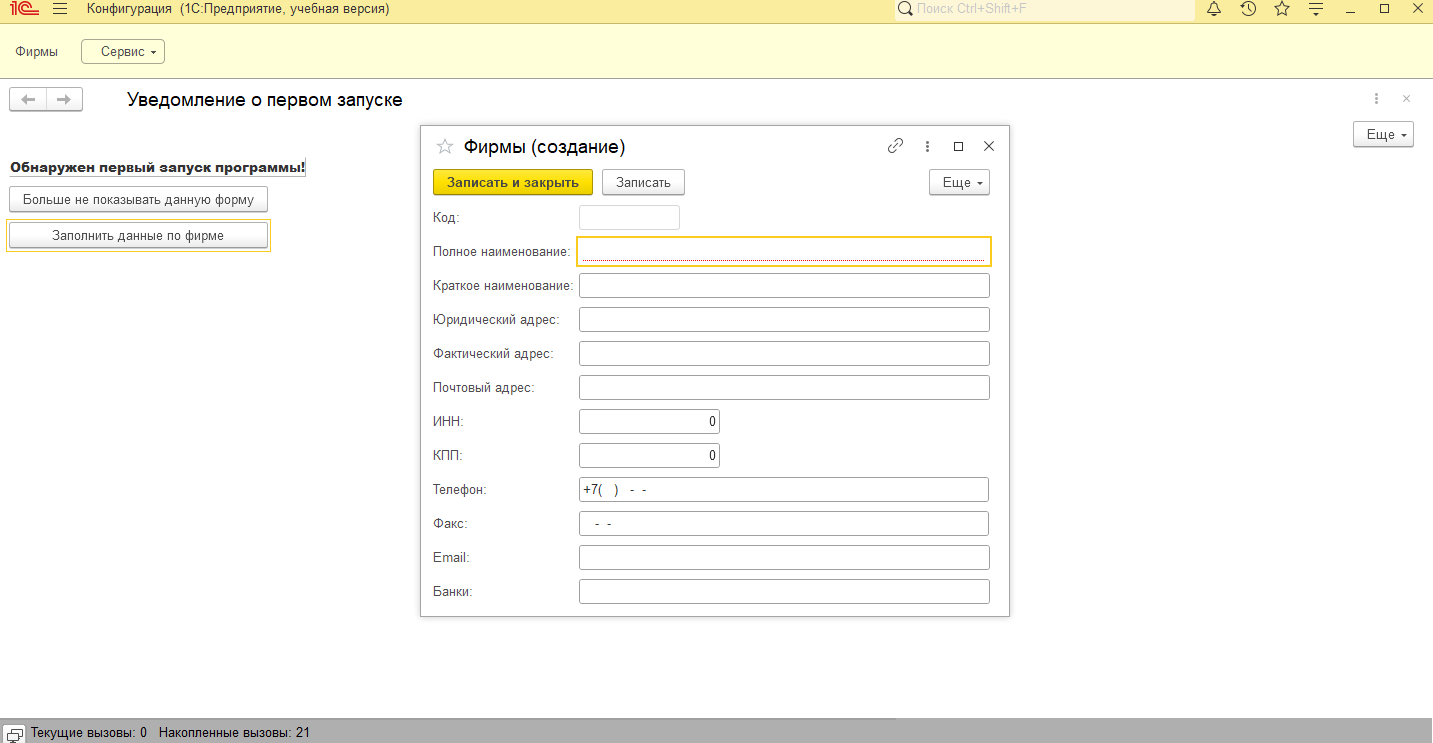 1С Конфигурация (1С:Предприятие, учебная версия) Поиск Ctrl+Shift+F
Фирмы Сервис
Уведомление о первом запуске
Еще
Обнаружен первый запуск программы!
Больше не показывать данную форму
Заполнить данные по фирме
Фирмы (создание)
Записать и закрыть Записать Еще
Код:
Полное наименование:
Краткое наименование:
Юридический адрес:
Фактический адрес:
Почтовый адрес:
ИНН: 0
КПП: 0
Телефон: +7( ) - -
Факс: - -
Email:
Банки:
Текущие вызовы: 0 Накопленные вызовы: 21